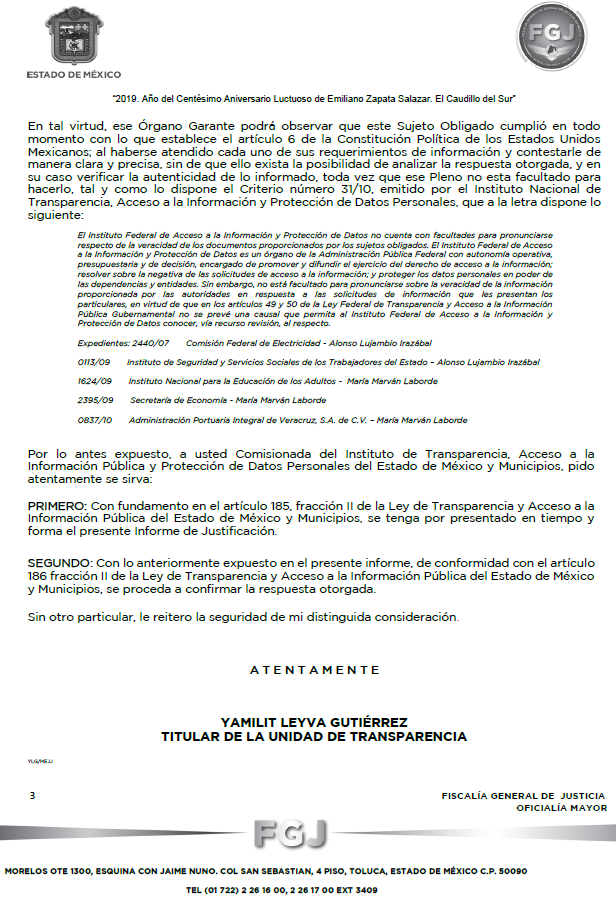 ESTADO DE MÉXICO
FGJ
"2019. Año del Centésimo Aniversario Luctuoso de Emiliano Zapata Salazar. El Caudillo del Sur"
En tal virtud, ese Órgano Garante podrá observar que este Sujeto Obligado cumplió en todo
momento con lo que establece el artículo 6 de la Constitución Política de los Estados Unidos
Mexicanos; al haberse atendido cada uno de sus requerimientos de información y contestarle de
manera clara y precisa, sin de que ello exista la posibilidad de analizar la respuesta otorgada, y en
su caso verificar la autenticidad de lo informado, toda vez que ese Pleno no esta facultado para
hacerlo, tal y como lo dispone el Criterio número 31/10, emitido por el Instituto Nacional de
Transparencia, Acceso a la Información y Protección de Datos Personales, que a la letra dispone lo
siguiente:
El Instituto Federal de Acceso a la Información y Protección de Datos no cuenta con facultades para pronunciarse
respecto de la veracidad de los documentos proporcionados por los sujetos obligados. El Instituto Federal de Acceso
a la Información y Protección de Datos es un órgano de la Administración Pública Federal con autonomía operativa,
presupuestaria y de decisión, encargado de promover y difundir el ejercicio del derecho de acceso a la información;
resolver sobre la negativa de las solicitudes de acceso a la información; y proteger los datos personales en poder de
las dependencias y entidades. Sin embargo, no está facultado para pronunciarse sobre la veracidad de la información
proporcionada por las autoridades en respuesta a las solicitudes de información que les presentan los
particulares, en virtud de que en los artículos 49 y 50 de la Ley Federal de Transparencia y Acceso a la Información
Pública Gubernamental no se prevé una causal que permita al Instituto Federal de Acceso a la Información y
Protección de Datos conocer, vía recurso revisión, al respecto.
Expedientes: 2440/07 Comisión Federal de Electricidad - Alonso Lujambio Irazábal
0113/09 Instituto de Seguridad y Servicios Sociales de los Trabajadores del Estado – Alonso Lujambio Irazábal
1624/09 Instituto Nacional para la Educación de los Adultos - María Marván Laborde
2395/09 Secretaría de Economía - María Marván Laborde
0837/10 Administración Portuaria Integral de Veracruz, S.A. de C.V. – María Marván Laborde
Por lo antes expuesto, a usted Comisionada del Instituto de Transparencia, Acceso a la
Información Pública y Protección de Datos Personales del Estado de México y Municipios, pido
atentamente se sirva:
PRIMERO: Con fundamento en el artículo 185, fracción II de la Ley de Transparencia y Acceso a la
Información Pública del Estado de México y Municipios, se tenga por presentado en tiempo y
forma el presente Informe de Justificación.
SEGUNDO: Con lo anteriormente expuesto en el presente informe, de conformidad con el artículo
186 fracción II de la Ley de Transparencia y Acceso a la Información Pública del Estado de México
y Municipios, se proceda a confirmar la respuesta otorgada.
Sin otro particular, le reitero la seguridad de mi distinguida consideración.
A T E N T A M E N T E
YAMILIT LEYVA GUTIÉRREZ
TITULAR DE LA UNIDAD DE TRANSPARENCIA
3
FISCALÍA GENERAL DE JUSTICIA
OFICIALÍA MAYOR
FGJ
MORELOS OTE 1300, ESQUINA CON JAIME NUNO. COL SAN SEBASTIAN, 4 PISO, TOLUCA, ESTADO DE MÉXICO C.P. 50090
TEL (01 722) 2 26 16 00, 2 26 17 00 EXT 3409